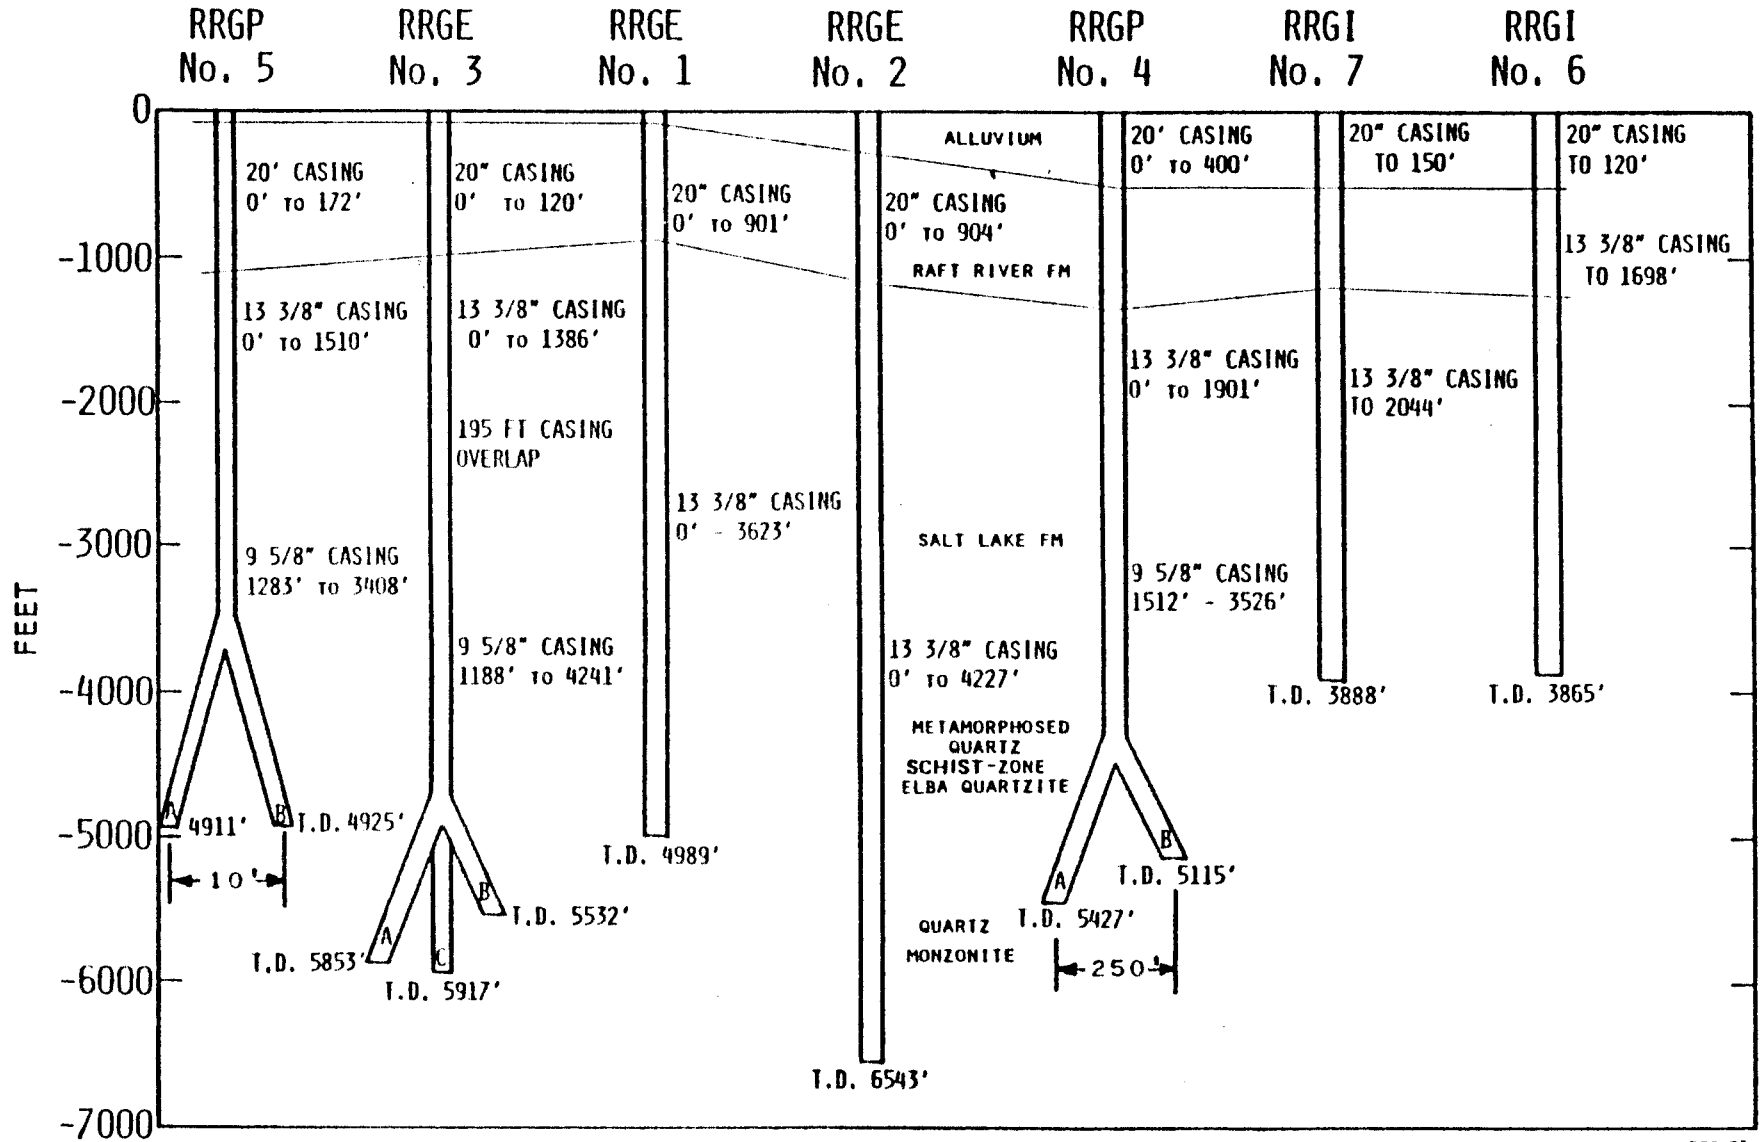 RRGP RRGE RRGE RRGE RRGP RRGI RRGI
No. 5 No. 3 No. 1 No. 2 No. 4 No. 7 No. 6
FEET
0
-1000
-2000
-3000
-4000
-5000
-6000
-7000
20' CASING
0' TO 172'
13 3/8" CASING
0' TO 1510'
9 5/8" CASING
1283' TO 3408'
A
4911'
B
T.D. 4925'
10'
20" CASING
0' TO 120'
13 3/8" CASING
0' TO 1386'
195 FT CASING
OVERLAP
9 5/8" CASING
1188' TO 4241'
A
T.D. 5853'
C
T.D. 5917'
B
T.D. 5532'
20" CASING
0' TO 901'
13 3/8" CASING
0' - 3623'
T.D. 4989'
20" CASING
0' TO 904'
13 3/8" CASING
0' TO 4227'
T.D. 6543'
ALLUVIUM
RAFT RIVER FM
SALT LAKE FM
METAMORPHOSED
QUARTZ
SCHIST-ZONE
ELBA QUARTZITE
QUARTZ
MONZONITE
20' CASING
0' TO 400'
13 3/8" CASING
0' TO 1901'
9 5/8" CASING
1512' - 3526'
A
T.D. 5427'
B
T.D. 5115'
250'
20" CASING
TO 150'
13 3/8" CASING
TO 2044'
T.D. 3888'
20" CASING
TO 120'
13 3/8" CASING
TO 1698'
T.D. 3865'